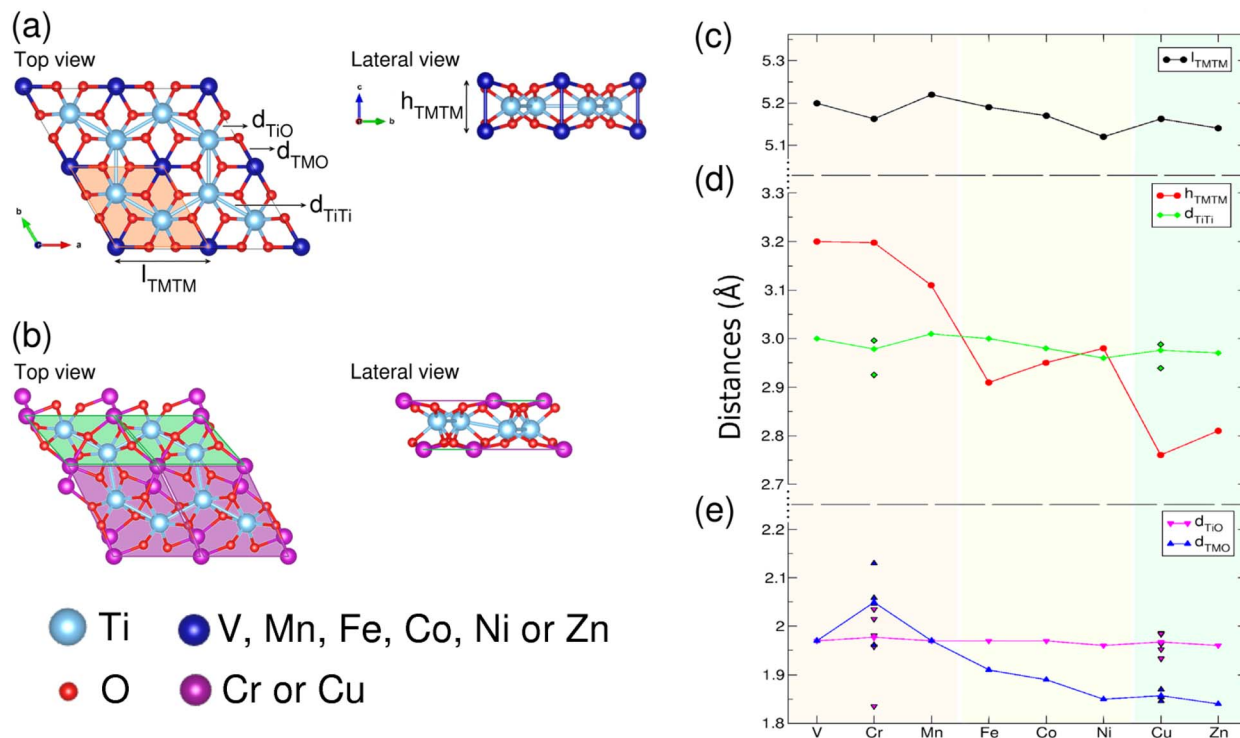 (a)
Top view
Lateral view
c
b
h_TMTM
d_TiO
d_TMO
d_TiTi
b
a
l_TMTM
(b)
Top view
Lateral view
Ti
V, Mn, Fe, Co, Ni or Zn
O
Cr or Cu
(c)
l_TMTM
5.3
5.2
5.1
(d)
h_TMTM
d_TiTi
3.3
3.2
3.1
3.0
2.9
2.8
2.7
Distances (Å)
(e)
d_TiO
d_TMO
2.2
2.1
2
1.9
1.8
V Cr Mn Fe Co Ni Cu Zn